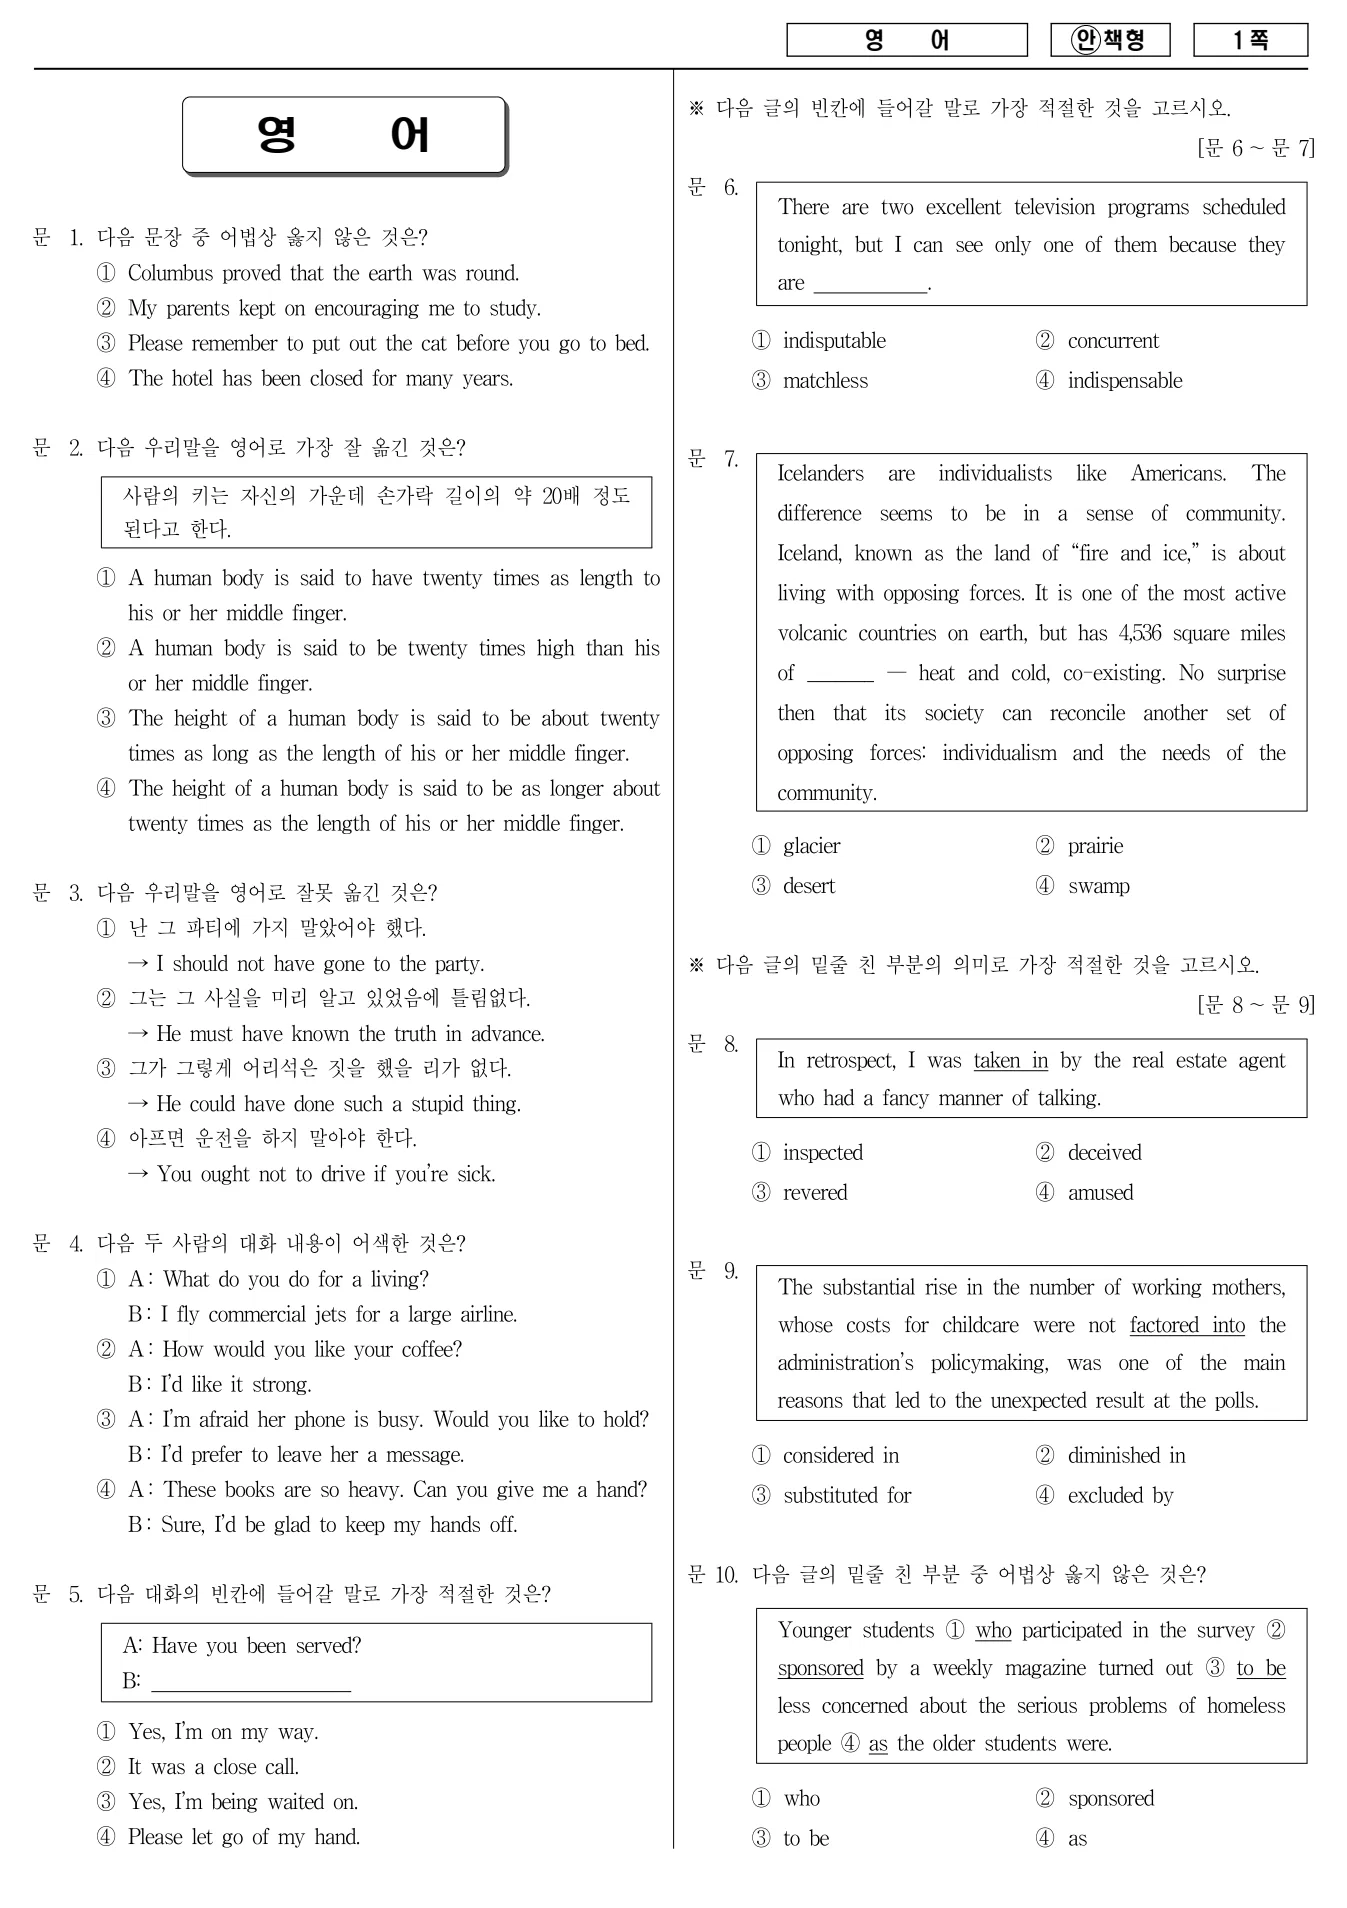 영 어
안 책형
1 쪽
영 어
문 1. 다음 문장 중 어법상 옳지 않은 것은?
① Columbus proved that the earth was round.
② My parents kept on encouraging me to study.
③ Please remember to put out the cat before you go to bed.
④ The hotel has been closed for many years.
문 2. 다음 우리말을 영어로 가장 잘 옮긴 것은?
사람의 키는 자신의 가운데 손가락 길이의 약 20배 정도
된다고 한다.
① A human body is said to have twenty times as length to
his or her middle finger.
② A human body is said to be twenty times high than his
or her middle finger.
③ The height of a human body is said to be about twenty
times as long as the length of his or her middle finger.
④ The height of a human body is said to be as longer about
twenty times as the length of his or her middle finger.
문 3. 다음 우리말을 영어로 잘못 옮긴 것은?
① 난 그 파티에 가지 말았어야 했다.
→ I should not have gone to the party.
② 그는 그 사실을 미리 알고 있었음에 틀림없다.
→ He must have known the truth in advance.
③ 그가 그렇게 어리석은 짓을 했을 리가 없다.
→ He could have done such a stupid thing.
④ 아프면 운전을 하지 말아야 한다.
→ You ought not to drive if you’re sick.
문 4. 다음 두 사람의 대화 내용이 어색한 것은?
① A : What do you do for a living?
B : I fly commercial jets for a large airline.
② A : How would you like your coffee?
B : I’d like it strong.
③ A : I’m afraid her phone is busy. Would you like to hold?
B : I’d prefer to leave her a message.
④ A : These books are so heavy. Can you give me a hand?
B : Sure, I’d be glad to keep my hands off.
문 5. 다음 대화의 빈칸에 들어갈 말로 가장 적절한 것은?
A: Have you been served?
B: ___________________
① Yes, I’m on my way.
② It was a close call.
③ Yes, I’m being waited on.
④ Please let go of my hand.
※ 다음 글의 빈칸에 들어갈 말로 가장 적절한 것을 고르시오.
[문 6 ~ 문 7]
문 6.
There are two excellent television programs scheduled
tonight, but I can see only one of them because they
are ___________.
① indisputable ② concurrent
③ matchless ④ indispensable
문 7.
Icelanders are individualists like Americans. The
difference seems to be in a sense of community.
Iceland, known as the land of “fire and ice,” is about
living with opposing forces. It is one of the most active
volcanic countries on earth, but has 4,536 square miles
of ______ ― heat and cold, co-existing. No surprise
then that its society can reconcile another set of
opposing forces: individualism and the needs of the
community.
① glacier ② prairie
③ desert ④ swamp
※ 다음 글의 밑줄 친 부분의 의미로 가장 적절한 것을 고르시오.
[문 8 ~ 문 9]
문 8.
In retrospect, I was taken in by the real estate agent
who had a fancy manner of talking.
① inspected ② deceived
③ revered ④ amused
문 9.
The substantial rise in the number of working mothers,
whose costs for childcare were not factored into the
administration’s policymaking, was one of the main
reasons that led to the unexpected result at the polls.
① considered in ② diminished in
③ substituted for ④ excluded by
문 10. 다음 글의 밑줄 친 부분 중 어법상 옳지 않은 것은?
Younger students ① who participated in the survey ②
sponsored by a weekly magazine turned out ③ to be
less concerned about the serious problems of homeless
people ④ as the older students were.
① who ② sponsored
③ to be ④ as